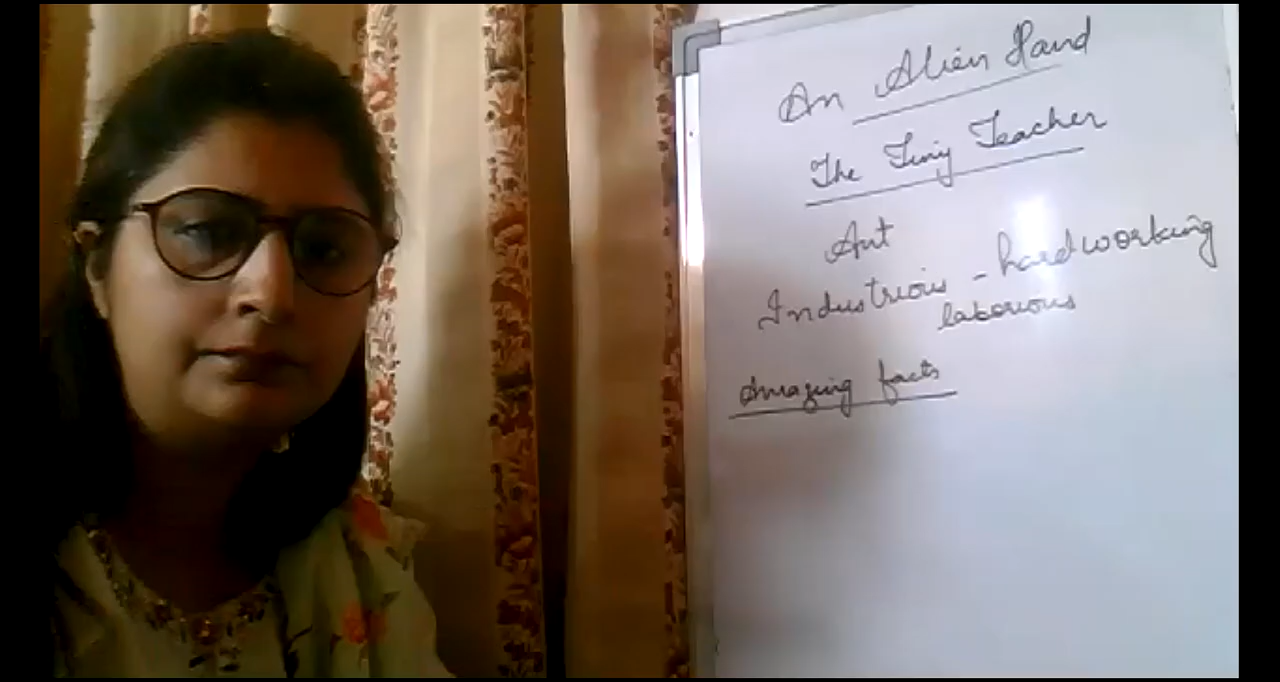 An Alien Hand
The Tiny Teacher
Ant
Industrious - hardworking
laborious
Amazing facts